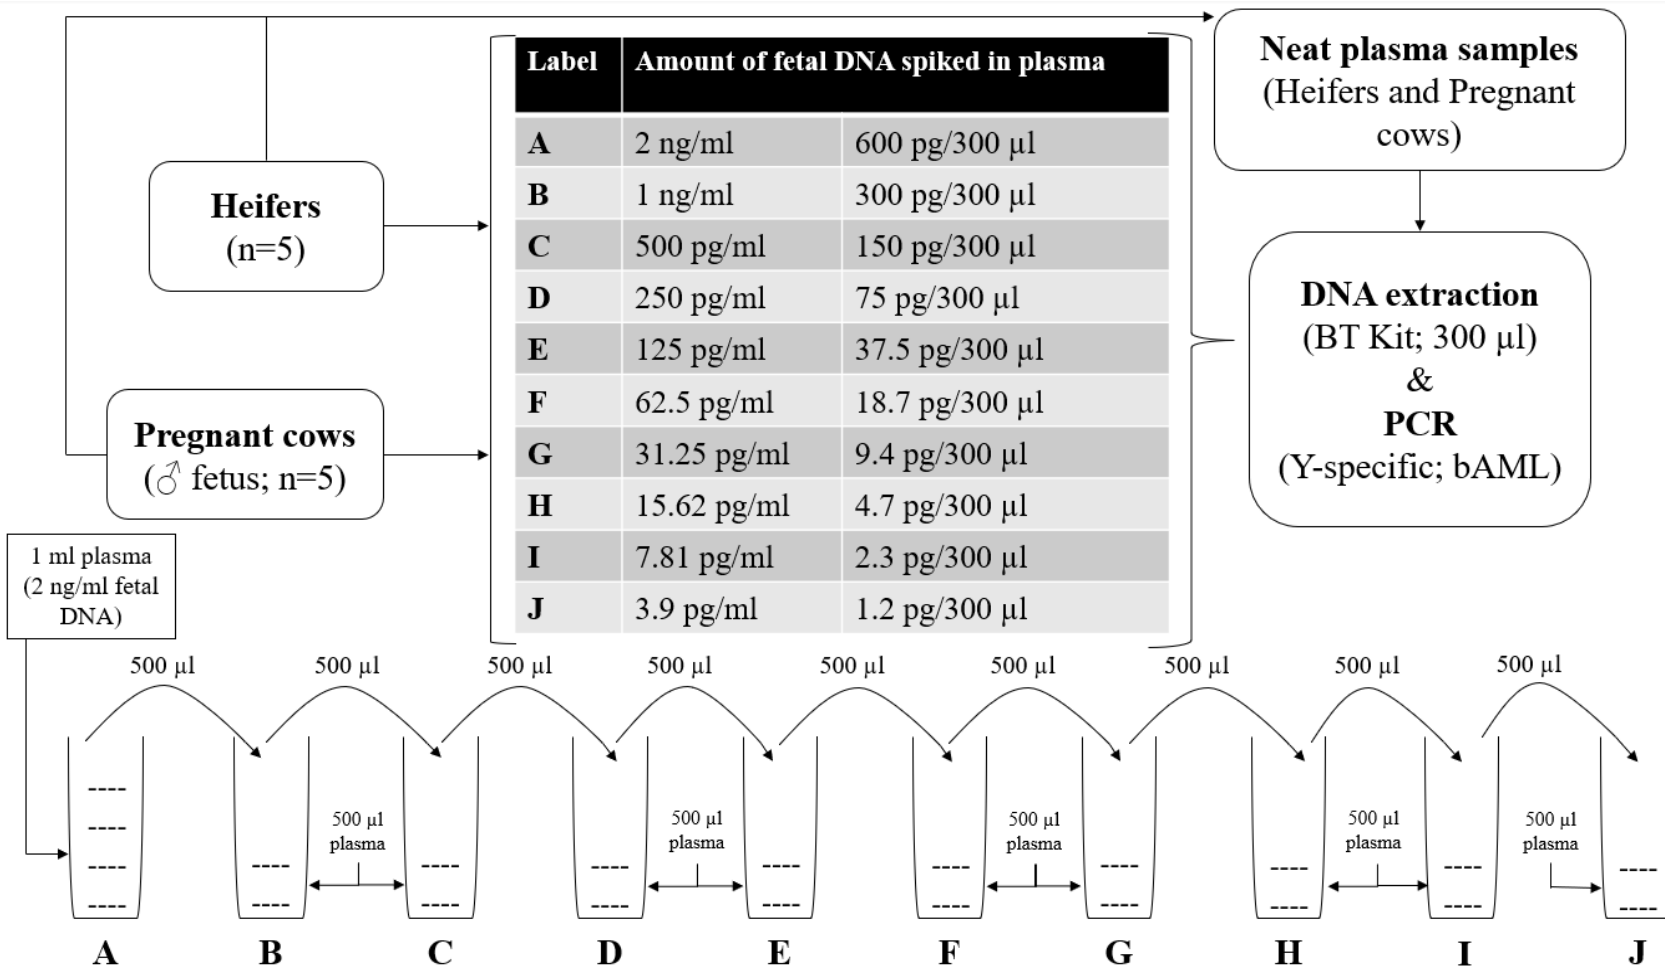 Neat plasma samples
(Heifers and Pregnant
cows)
Heifers
(n=5)
Pregnant cows
(♂ fetus; n=5)
Label Amount of fetal DNA spiked in plasma
A 2 ng/ml 600 pg/300 µl
B 1 ng/ml 300 pg/300 µl
C 500 pg/ml 150 pg/300 µl
D 250 pg/ml 75 pg/300 µl
E 125 pg/ml 37.5 pg/300 µl
F 62.5 pg/ml 18.7 pg/300 µl
G 31.25 pg/ml 9.4 pg/300 µl
H 15.62 pg/ml 4.7 pg/300 µl
I 7.81 pg/ml 2.3 pg/300 µl
J 3.9 pg/ml 1.2 pg/300 µl
DNA extraction
(BT Kit; 300 µl)
&
PCR
(Y-specific; bAML)
1 ml plasma
(2 ng/ml fetal
DNA)
500 µl 500 µl 500 µl 500 µl 500 µl 500 µl 500 µl 500 µl 500 µl
500 µl
plasma
500 µl
plasma
500 µl
plasma
500 µl
plasma
500 µl
plasma
A B C D E F G H I J